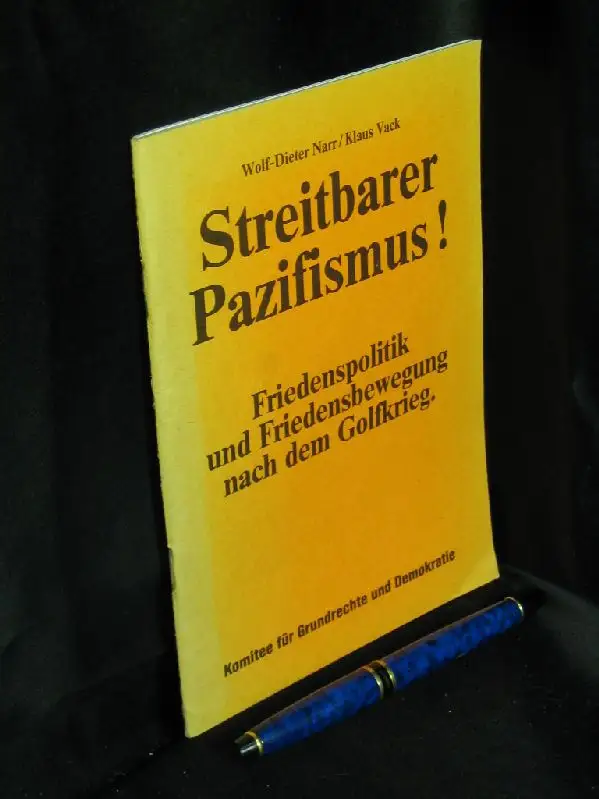 Wolf-Dieter Narr/Klaus Vack
Streitbarer
Pazifismus!
Friedenspolitik
und Friedensbewegung
nach dem Golfkrieg.
Komitee für Grundrechte und Demokratie